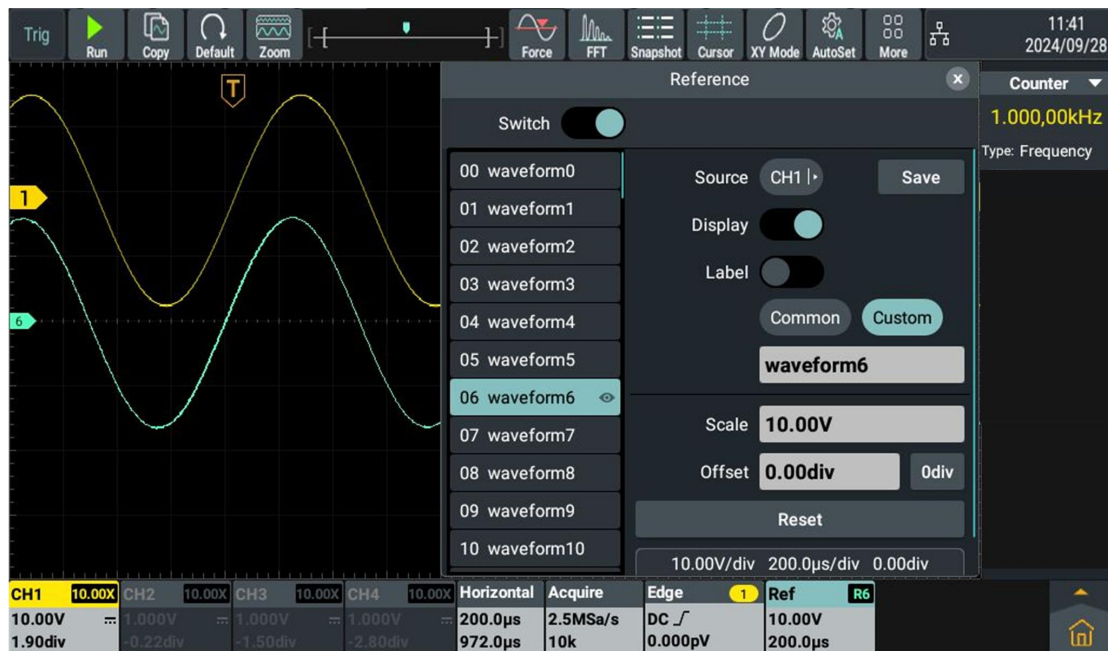 Trig
Run
Copy
Default
Zoom
Force
FFT
Snapshot
Cursor
XY Mode
AutoSet
More
11:41
2024/09/28
T
1
6
Reference
x
Switch
00 waveform0
01 waveform1
02 waveform2
03 waveform3
04 waveform4
05 waveform5
06 waveform6
07 waveform7
08 waveform8
09 waveform9
10 waveform10
Source CH1 Save
Display
Label
Common Custom
waveform6
Scale 10.00V
Offset 0.00div 0div
Reset
10.00V/div 200.0μs/div 0.00div
Counter
1.000,00kHz
Type: Frequency
CH1 10.00X
10.00V
1.90div
CH2 10.00X
1.000V
-0.22div
CH3 10.00X
1.000V
-1.50div
CH4 10.00X
1.000V
-2.80div
Horizontal
200.0μs
972.0μs
Acquire
2.5MSa/s
10k
Edge 1
DC
0.000pV
Ref R6
10.00V
200.0μs